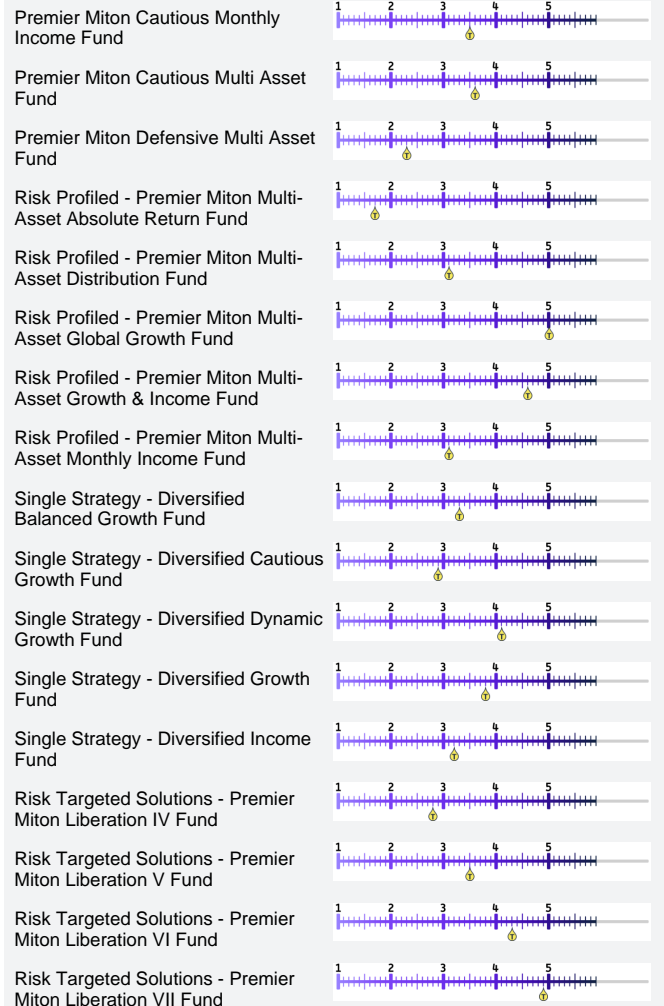 Premier Miton Cautious Monthly
Income Fund
1 2 3 4 5
T
Premier Miton Cautious Multi Asset
Fund
1 2 3 4 5
T
Premier Miton Defensive Multi Asset
Fund
1 2 3 4 5
T
Risk Profiled - Premier Miton Multi-
Asset Absolute Return Fund
1 2 3 4 5
T
Risk Profiled - Premier Miton Multi-
Asset Distribution Fund
1 2 3 4 5
T
Risk Profiled - Premier Miton Multi-
Asset Global Growth Fund
1 2 3 4 5
T
Risk Profiled - Premier Miton Multi-
Asset Growth & Income Fund
1 2 3 4 5
T
Risk Profiled - Premier Miton Multi-
Asset Monthly Income Fund
1 2 3 4 5
T
Single Strategy - Diversified
Balanced Growth Fund
1 2 3 4 5
T
Single Strategy - Diversified Cautious
Growth Fund
1 2 3 4 5
T
Single Strategy - Diversified Dynamic
Growth Fund
1 2 3 4 5
T
Single Strategy - Diversified Growth
Fund
1 2 3 4 5
T
Single Strategy - Diversified Income
Fund
1 2 3 4 5
T
Risk Targeted Solutions - Premier
Miton Liberation IV Fund
1 2 3 4 5
T
Risk Targeted Solutions - Premier
Miton Liberation V Fund
1 2 3 4 5
T
Risk Targeted Solutions - Premier
Miton Liberation VI Fund
1 2 3 4 5
T
Risk Targeted Solutions - Premier
Miton Liberation VII Fund
1 2 3 4 5
T